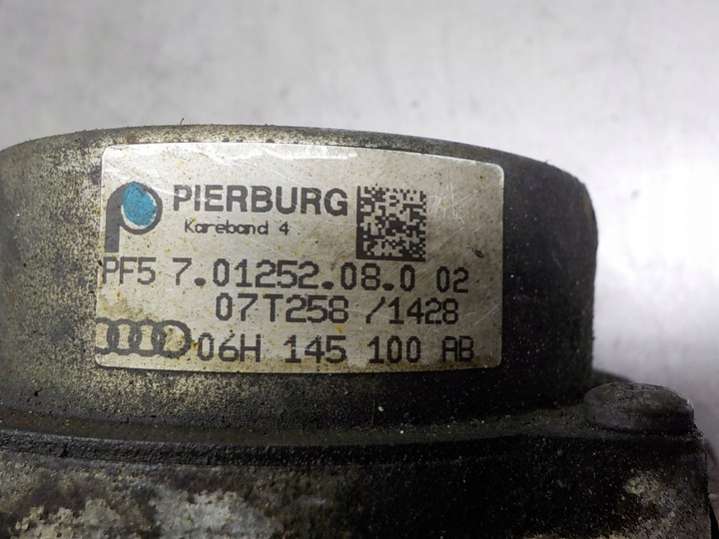 PIERBURG
Kareband 4
PF5 7.01252.08.0 02
07T258 /1428
06H 145 100 AB